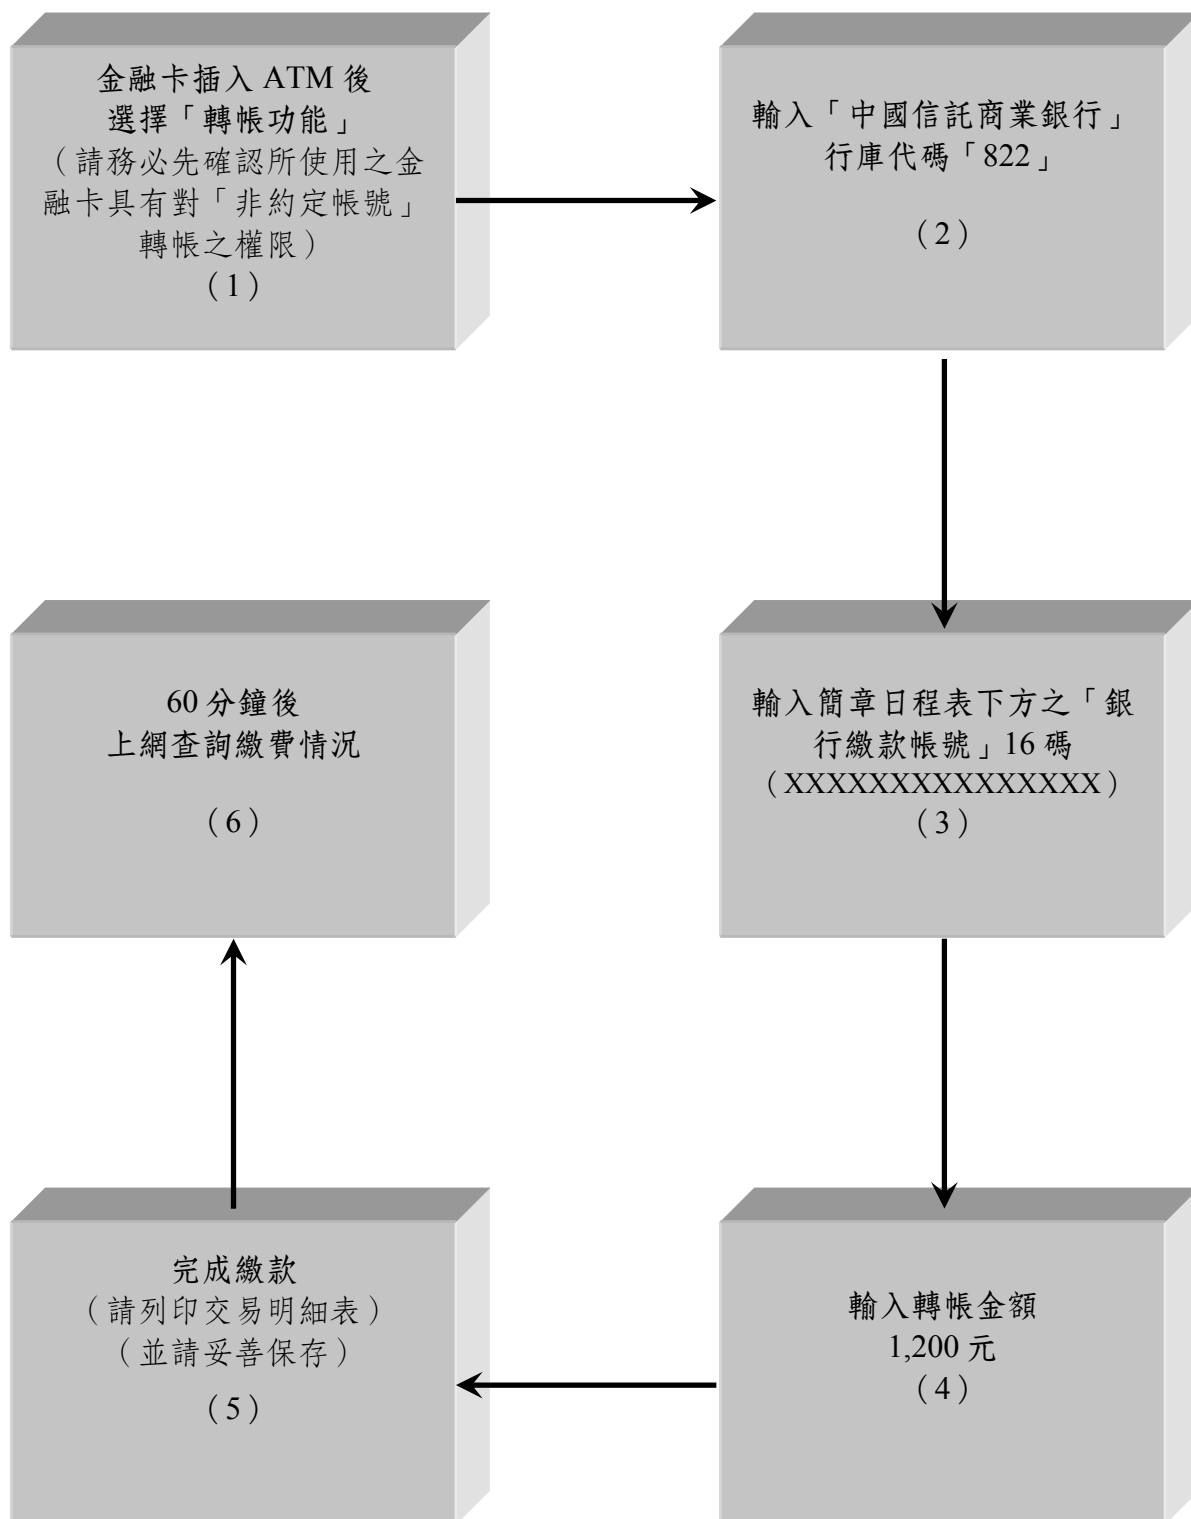 金融卡插入 ATM 後
選擇「轉帳功能」
（請務必先確認所使用之金
融卡具有對「非約定帳號」
轉帳之權限）
（1）
輸入「中國信託商業銀行」
行庫代碼「822」
（2）
輸入簡章日程表下方之「銀
行繳款帳號」16 碼
（XXXXXXXXXXXXXXX）
（3）
輸入轉帳金額
1,200 元
（4）
完成繳款
（請列印交易明細表）
（並請妥善保存）
（5）
60 分鐘後
上網查詢繳費情況
（6）